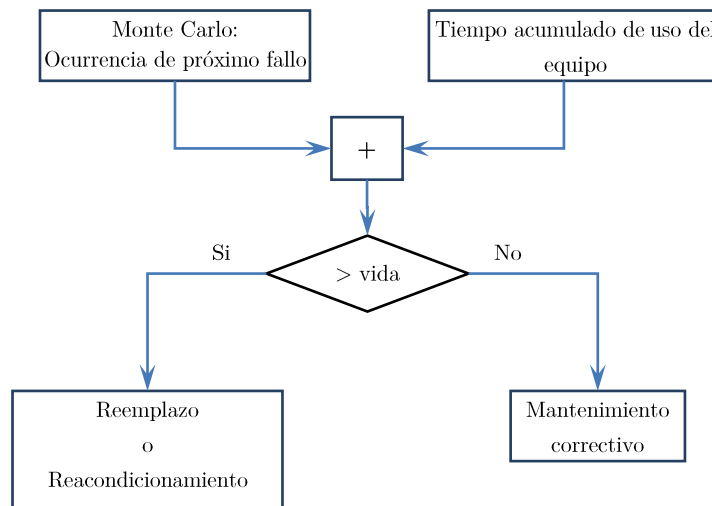 Monte Carlo:
Ocurrencia de próximo fallo
Tiempo acumulado de uso del
equipo
+
Si
No
> vida
Reemplazo
o
Reacondicionamiento
Mantenimiento
correctivo